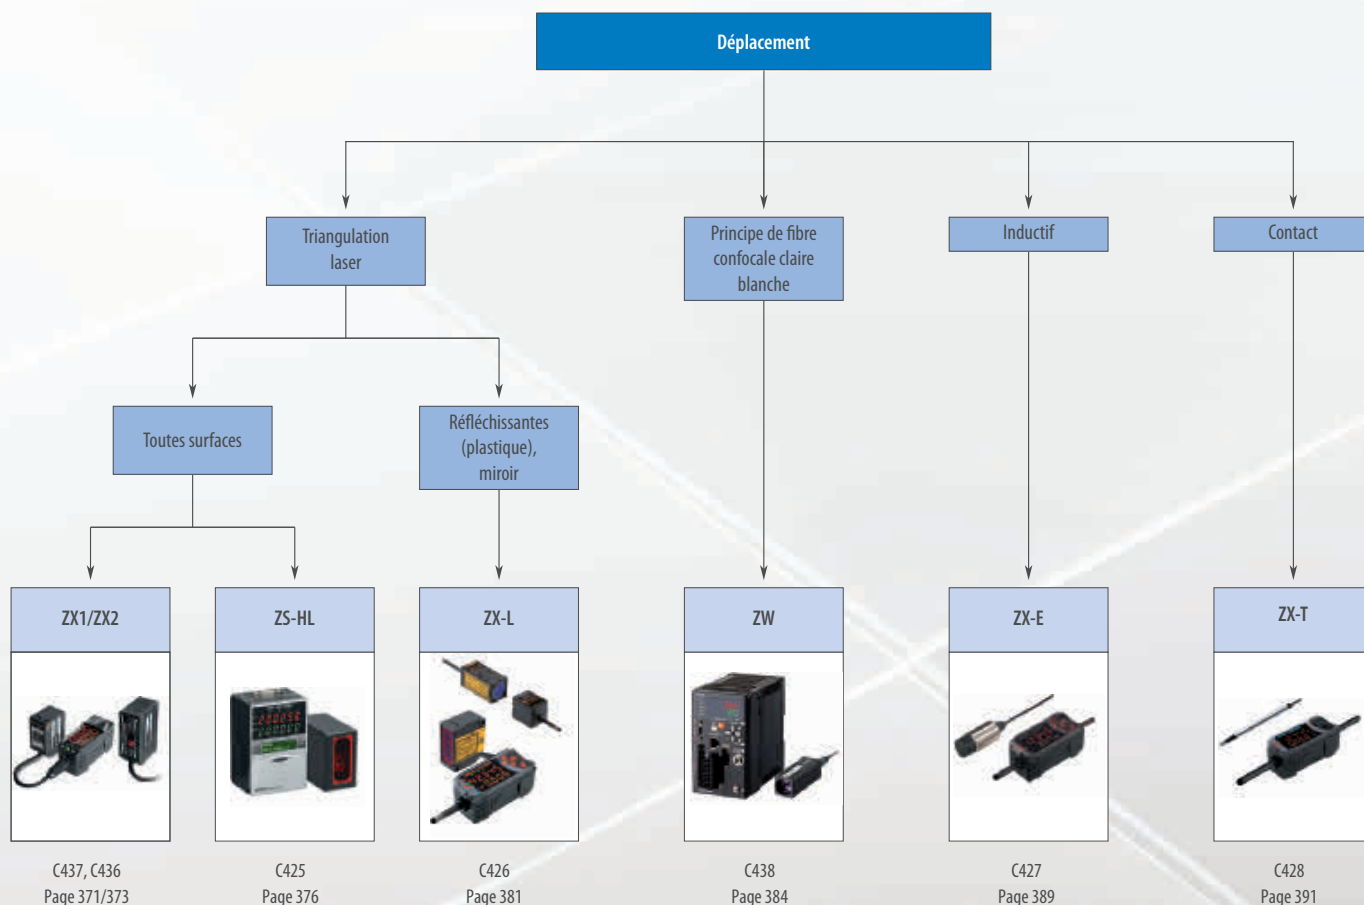 Déplacement
Triangulation
laser
Principe de fibre
confocale claire
blanche
Inductif
Contact
Toutes surfaces
Réfléchissantes
(plastique),
miroir
ZX1/ZX2
ZS-HL
ZX-L
ZW
ZX-E
ZX-T
C437, C436
Page 371/373
C425
Page 376
C426
Page 381
C438
Page 384
C427
Page 389
C428
Page 391